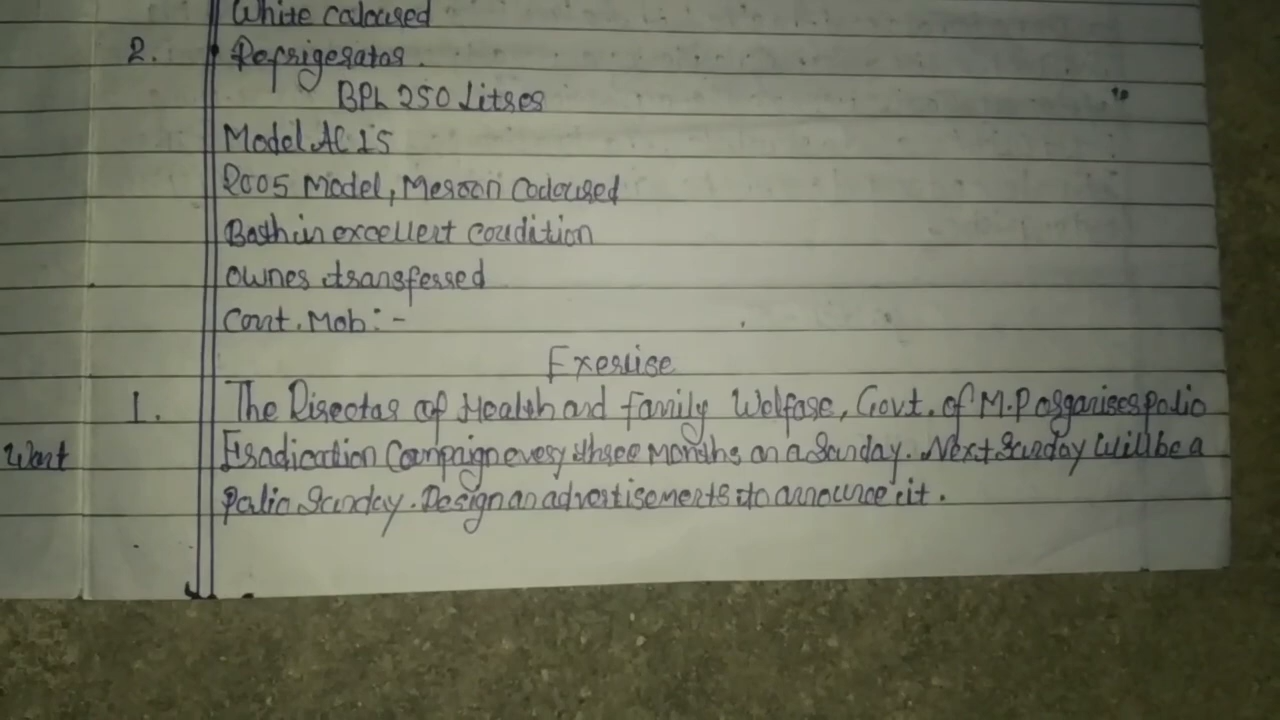 White coloured
2. Refrigerator.
BPL 250 Litres
Model AC 15
2005 Model, Meroon Coloured
Both in excellent condition
owner transferred
Cont. Mob :-
Exercise
1. The Director of Health and family Welfare, Govt. of M.P organises polio
Want Eradication Campaign every three months on a Sunday. Next Sunday will be a
Polio Sunday. Design an advertisements to announce it.